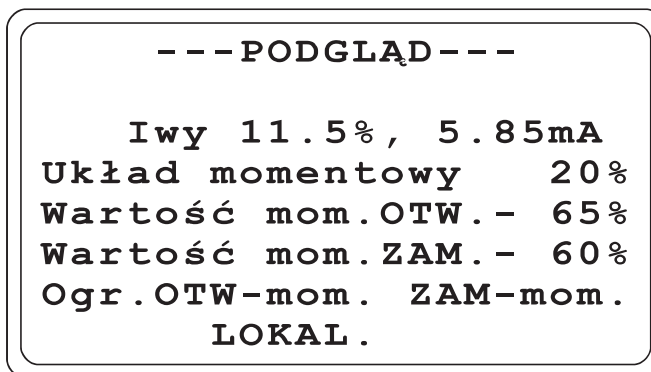 ---PODGLĄD---
Iwy 11.5%, 5.85mA
Układ momentowy 20%
Wartość mom.OTW.- 65%
Wartość mom.ZAM.- 60%
Ogr.OTW-mom. ZAM-mom.
LOKAL.